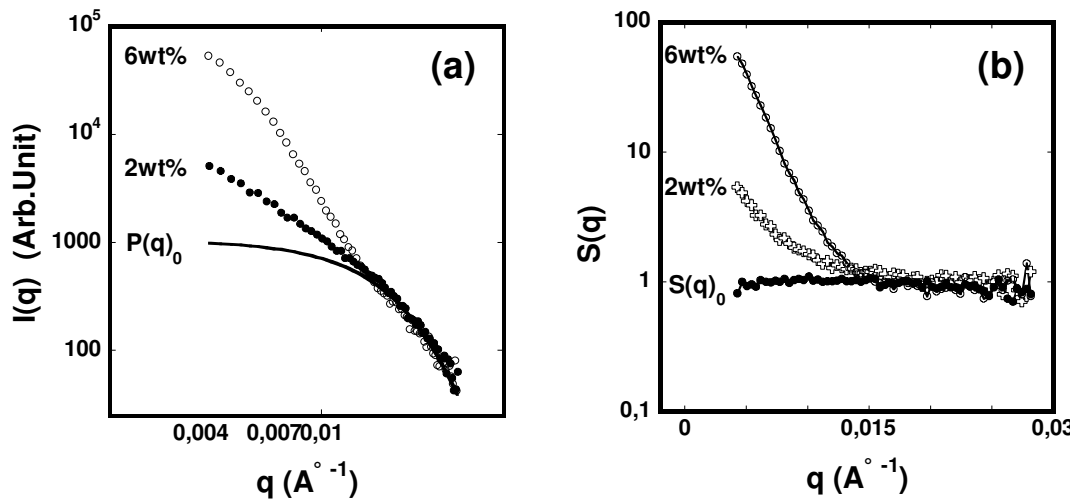 10^5
(a)
6wt%
10^4
2wt%
P(q)_0
1000
100
I(q) (Arb.Unit)
0,004 0,0070,01
q (A° ^-1)
100
(b)
6wt%
10
2wt%
S(q)
1
S(q)_0
0,1
0 0,015 0,03
q (A° ^-1)